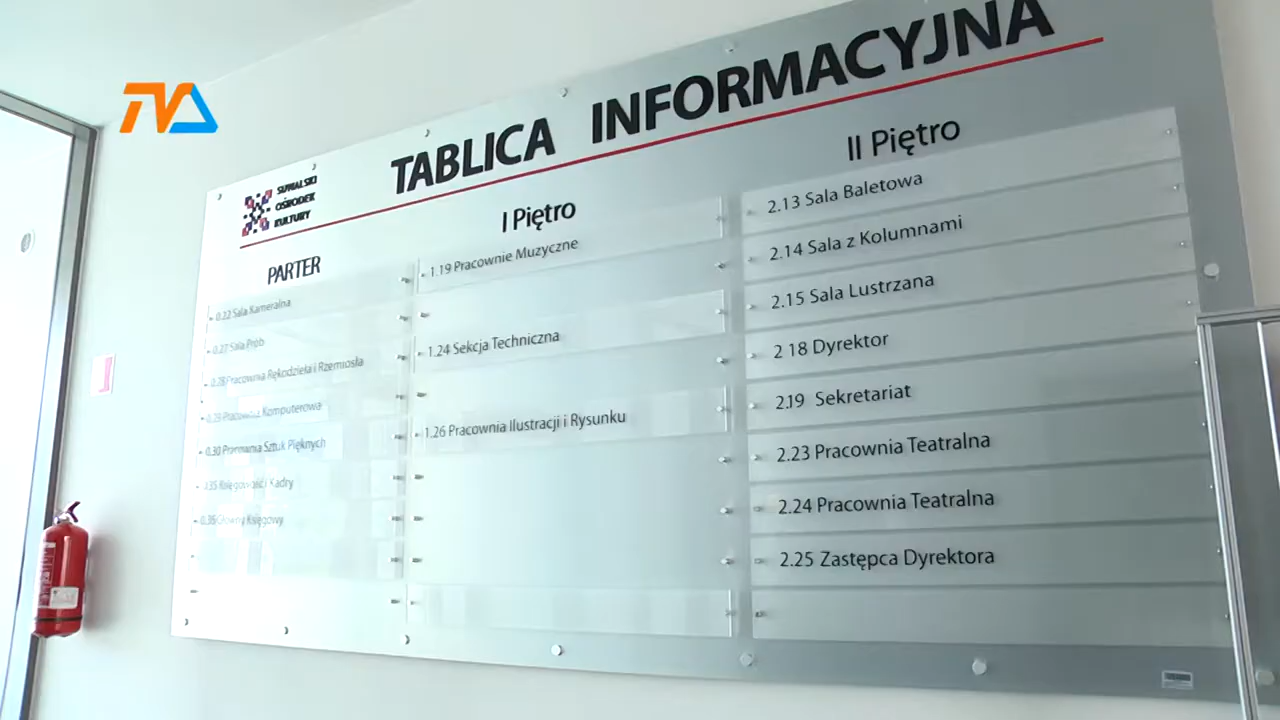 TVA
TABLICA INFORMACYJNA
SUWALSKI
OŚRODEK
KULTURY
PARTER
0.22 Sala Kameralna
0.27 Sala Prób
0.28 Pracownia Rękodzieła i Rzemiosła
0.29 Pracownia Komputerowa
0.30 Pracownia Sztuk Pięknych
0.35 Księgowość i Kadry
0.36 Główny Księgowy
I Piętro
1.19 Pracownie Muzyczne
1.24 Sekcja Techniczna
1.26 Pracownia Ilustracji i Rysunku
II Piętro
2.13 Sala Baletowa
2.14 Sala z Kolumnami
2.15 Sala Lustrzana
2 18 Dyrektor
2.19 Sekretariat
2.23 Pracownia Teatralna
2.24 Pracownia Teatralna
2.25 Zastępca Dyrektora